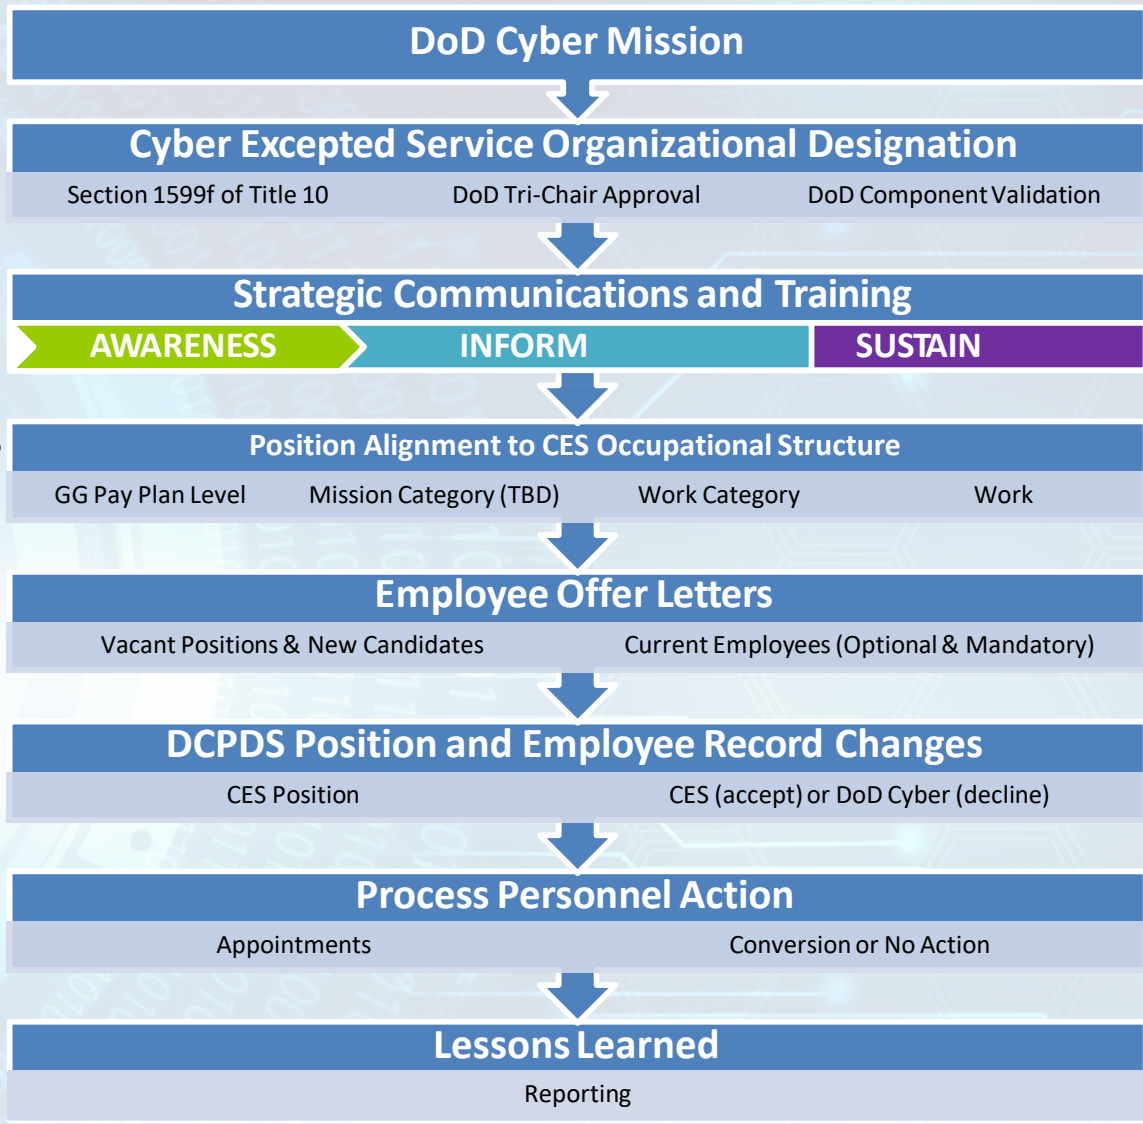 DoD Cyber Mission
Cyber Excepted Service Organizational Designation
Section 1599f of Title 10 DoD Tri-Chair Approval DoD Component Validation
Strategic Communications and Training
AWARENESS INFORM SUSTAIN
Position Alignment to CES Occupational Structure
GG Pay Plan Level Mission Category (TBD) Work Category Work
Employee Offer Letters
Vacant Positions & New Candidates Current Employees (Optional & Mandatory)
DCPDS Position and Employee Record Changes
CES Position CES (accept) or DoD Cyber (decline)
Process Personnel Action
Appointments Conversion or No Action
Lessons Learned
Reporting